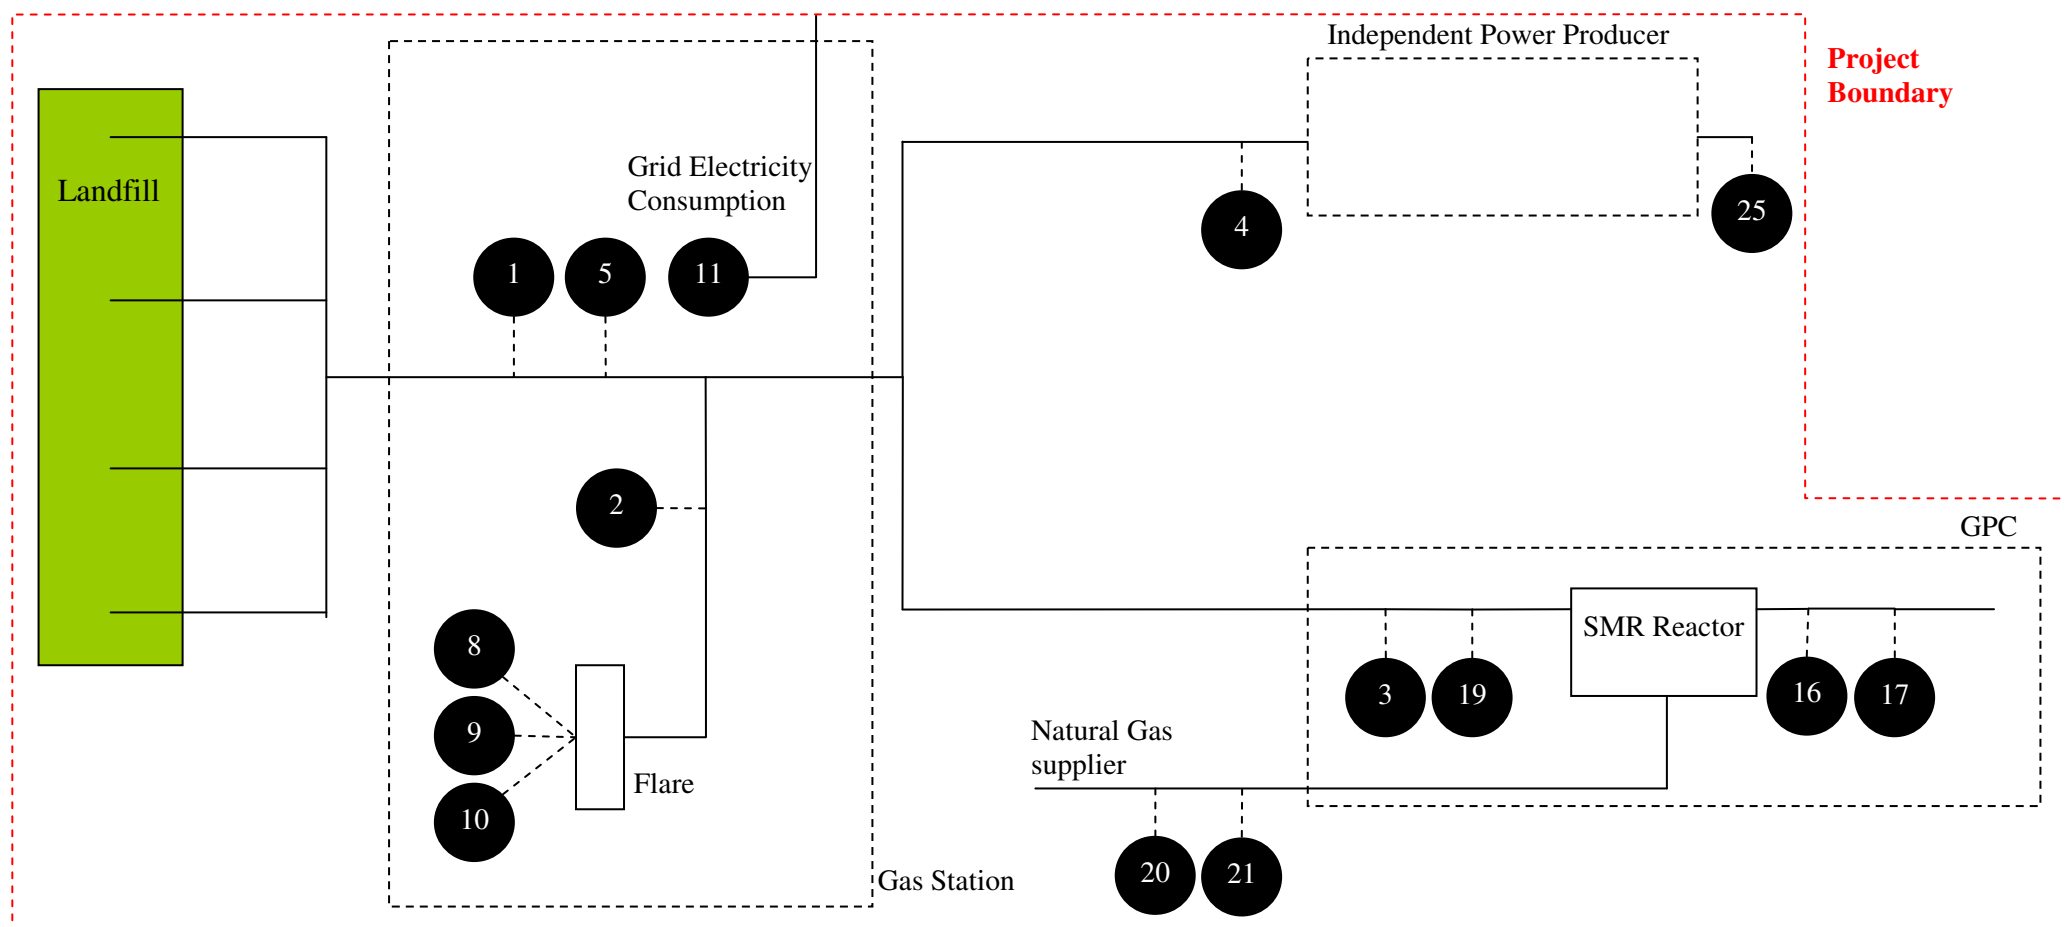 Independent Power Producer
Project
Boundary
Landfill
Grid Electricity
Consumption
1
5
11
4
25
2
GPC
8
9
10
Flare
SMR Reactor
3
19
16
17
Natural Gas
supplier
20
21
Gas Station